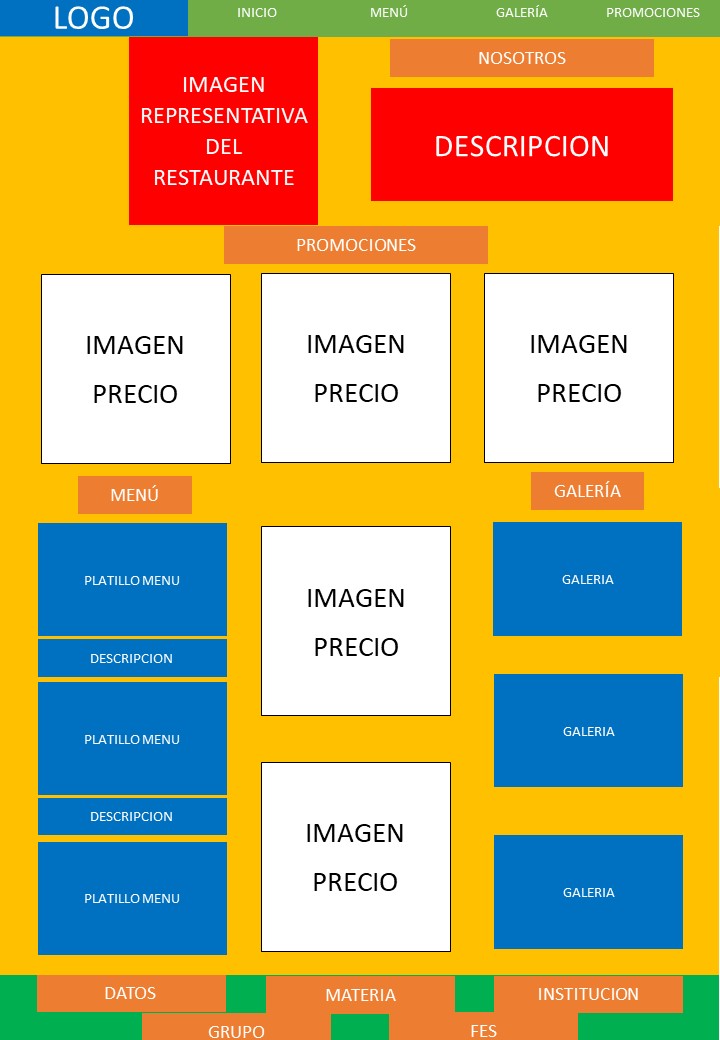 LOGO
INICIO
MENÚ
GALERÍA
PROMOCIONES
IMAGEN
REPRESENTATIVA
DEL
RESTAURANTE
NOSOTROS
DESCRIPCION
PROMOCIONES
IMAGEN
PRECIO
IMAGEN
PRECIO
IMAGEN
PRECIO
MENÚ
PLATILLO MENU
DESCRIPCION
PLATILLO MENU
DESCRIPCION
PLATILLO MENU
IMAGEN
PRECIO
IMAGEN
PRECIO
GALERÍA
GALERIA
GALERIA
GALERIA
DATOS
MATERIA
INSTITUCION
GRUPO
FES